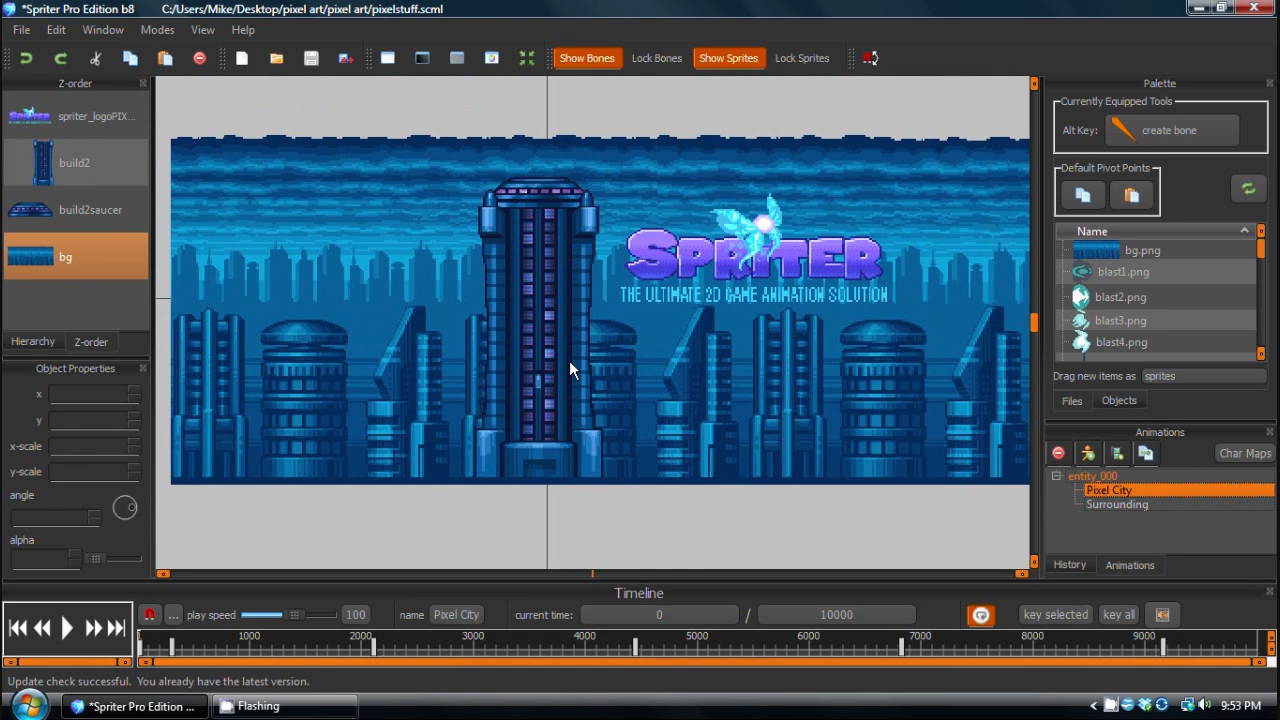 *Spriter Pro Edition b8 C:/Users/Mike/Desktop/pixel art/pixel art/pixelstuff.scml
File Edit Window Modes View Help
Show Bones Lock Bones Show Sprites Lock Sprites
Z-order
spriter_logoPIX...
build2
build2saucer
bg
Hierarchy Z-order
Object Properties
x
y
x-scale
y-scale
angle
alpha
SPRITER
THE ULTIMATE 2D GAME ANIMATION SOLUTION
Palette
Currently Equipped Tools
Alt Key: create bone
Default Pivot Points
Name
bg.png
blast1.png
blast2.png
blast3.png
blast4.png
Drag new items as sprites
Files Objects
Animations
Char Maps
entity_000
Pixel City
Surrounding
History Animations
Timeline
... play speed 100 name Pixel City current time: 0 / 10000 key selected key all
1000 2000 3000 4000 5000 6000 7000 8000 9000
Update check successful. You already have the latest version.
*Spriter Pro Edition ... Flashing 9:53 PM